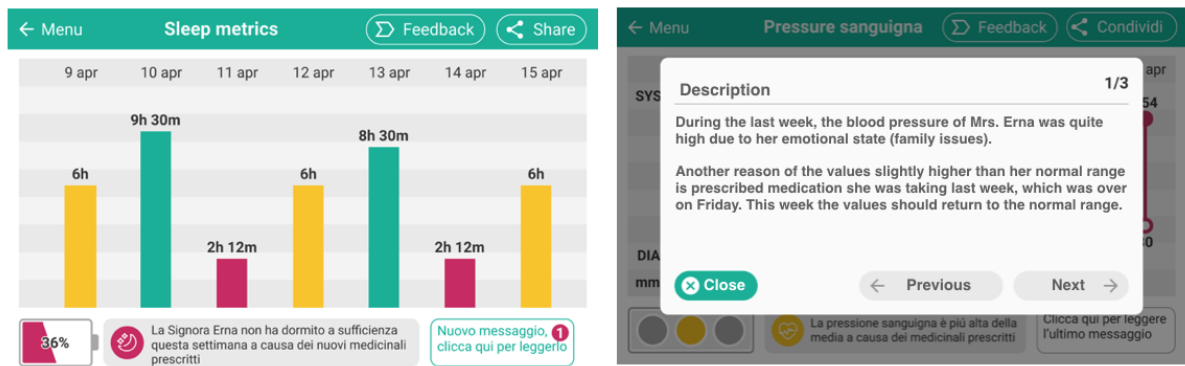 ← Menu
Sleep metrics
Feedback
Share
9 apr 10 apr 11 apr 12 apr 13 apr 14 apr 15 apr
6h
9h 30m
2h 12m
6h
8h 30m
2h 12m
6h
36%
La Signora Erna non ha dormito a sufficienza
questa settimana a causa dei nuovi medicinali
prescritti
Nuovo messaggio, 1
clicca qui per leggerlo
← Menu
Pressure sanguigna
Feedback
Condividi
apr
SYS
54
Description
1/3
During the last week, the blood pressure of Mrs. Erna was quite
high due to her emotional state (family issues).
Another reason of the values slightly higher than her normal range
is prescribed medication she was taking last week, which was over
on Friday. This week the values should return to the normal range.
DIA
0
mm
Close
← Previous
Next →
La pressione sanguigna è piú alta della
media a causa dei medicinali prescritti
Clicca qui per leggere
l'ultimo messaggio